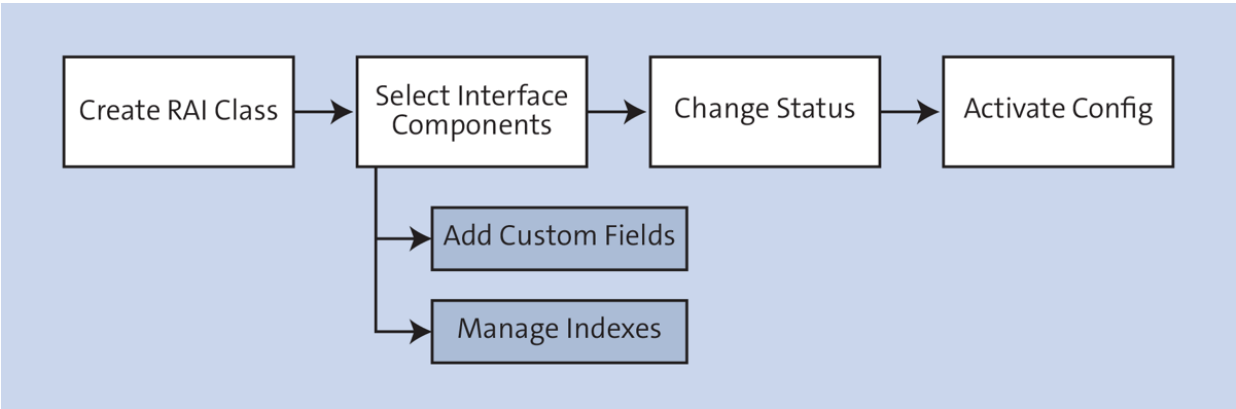 Create RAI Class
Select Interface
Components
Change Status
Activate Config
Add Custom Fields
Manage Indexes